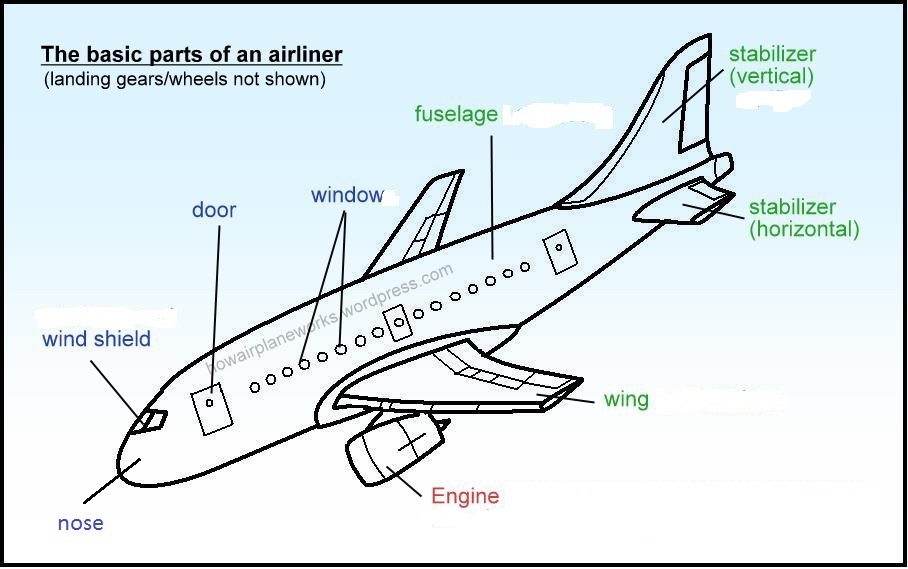 The basic parts of an airliner
(landing gears/wheels not shown)
stabilizer
(vertical)
fuselage
window
door
stabilizer
(horizontal)
howairplaneworks.wordpress.com
wind shield
wing
Engine
nose